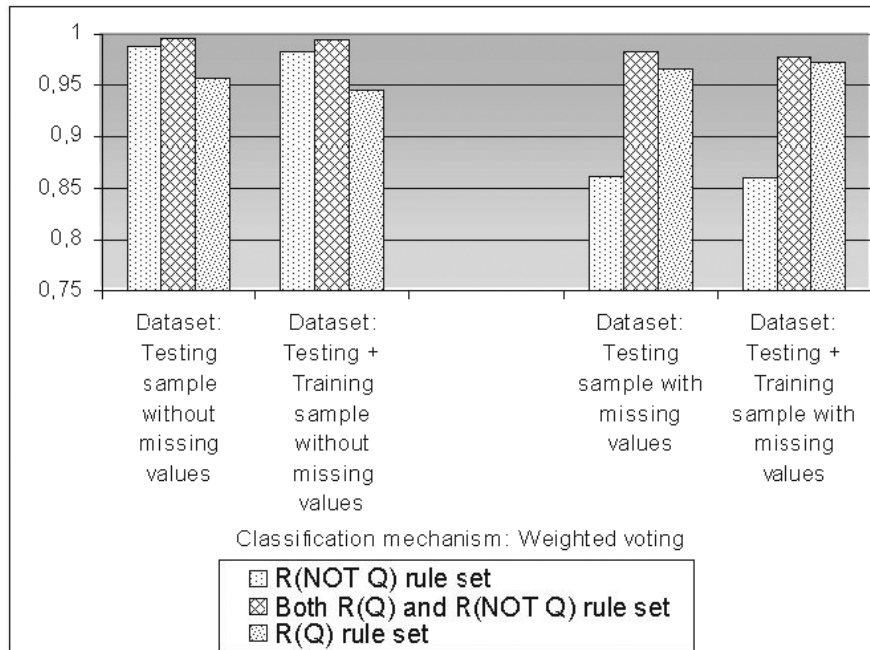 1
0,95
0,9
0,85
0,8
0,75
Dataset:
Testing
sample
without
missing
values
Dataset:
Testing +
Training
sample
without
missing
values
Dataset:
Testing
sample with
missing
values
Dataset:
Testing +
Training
sample with
missing
values
Classification mechanism: Weighted voting
R(NOT Q) rule set
Both R(Q) and R(NOT Q) rule set
R(Q) rule set